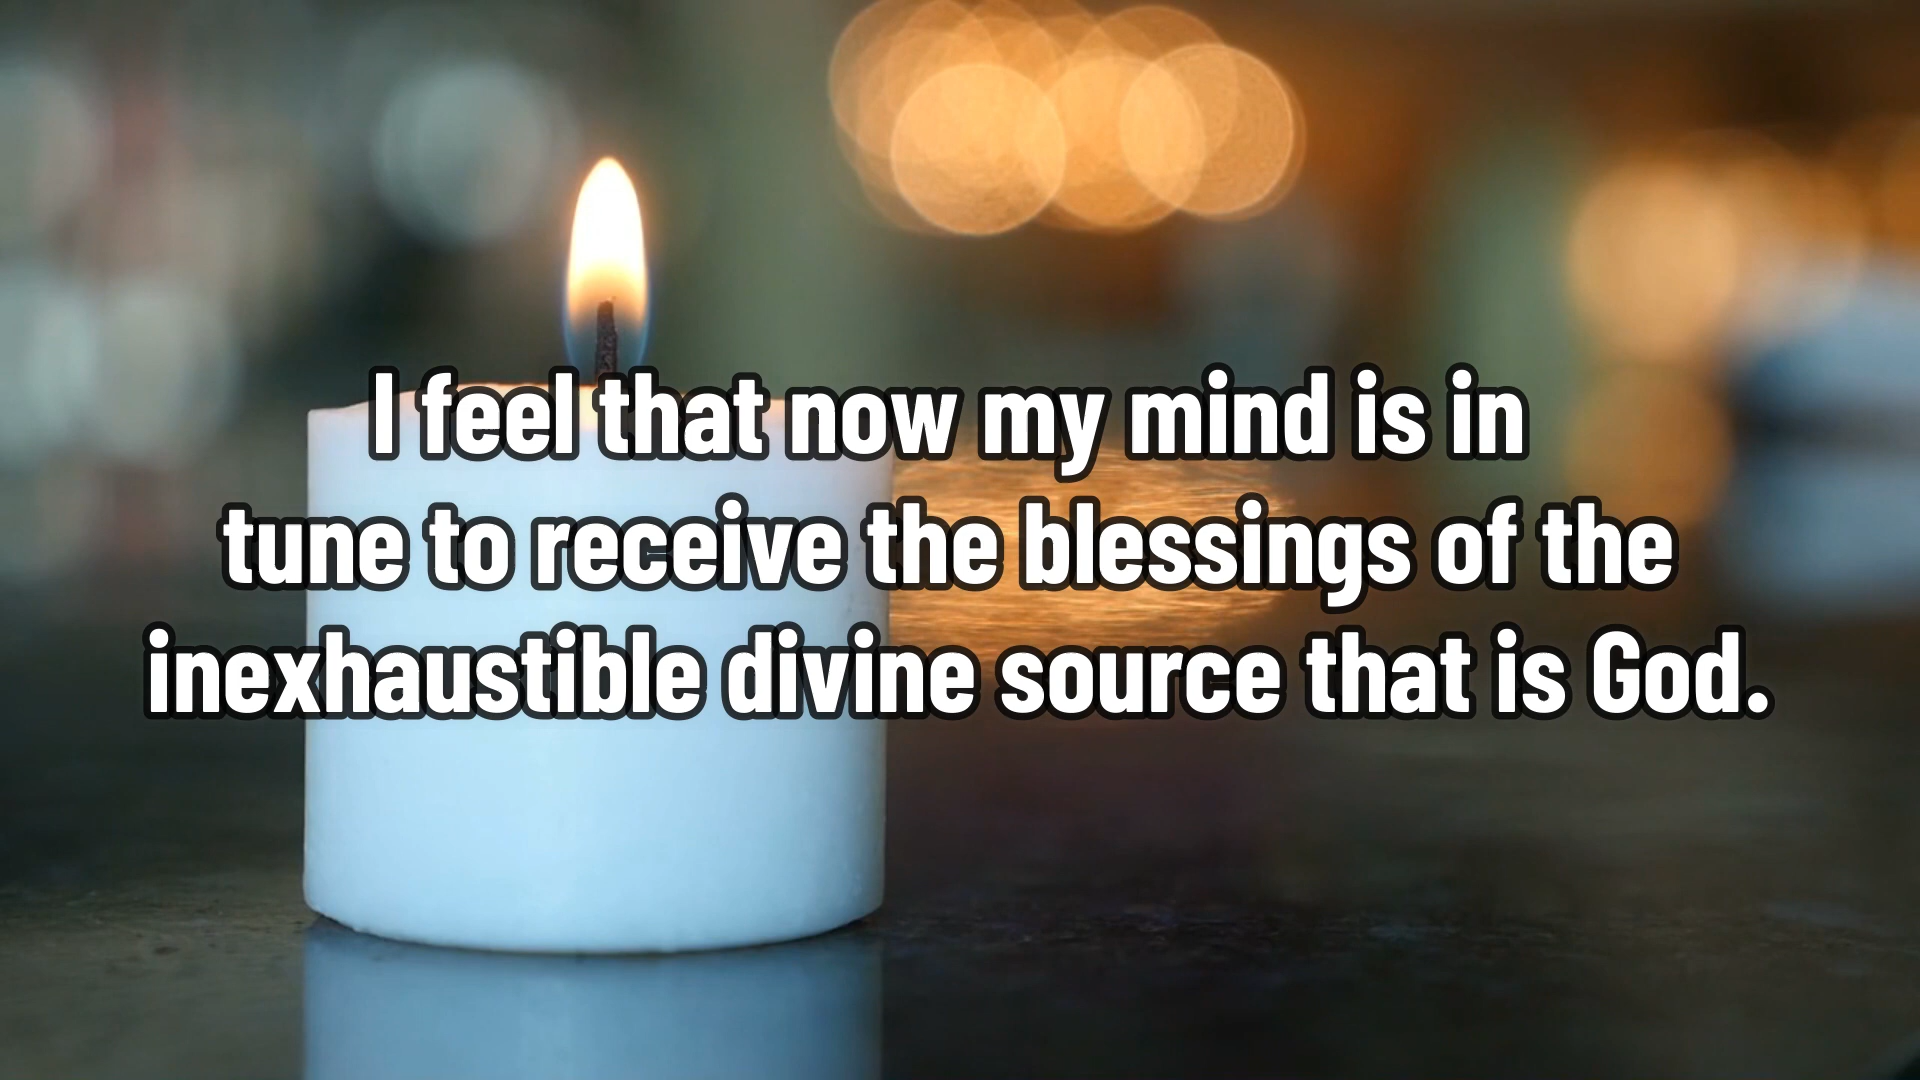 I feel that now my mind is in
tune to receive the blessings of the
inexhaustible divine source that is God.